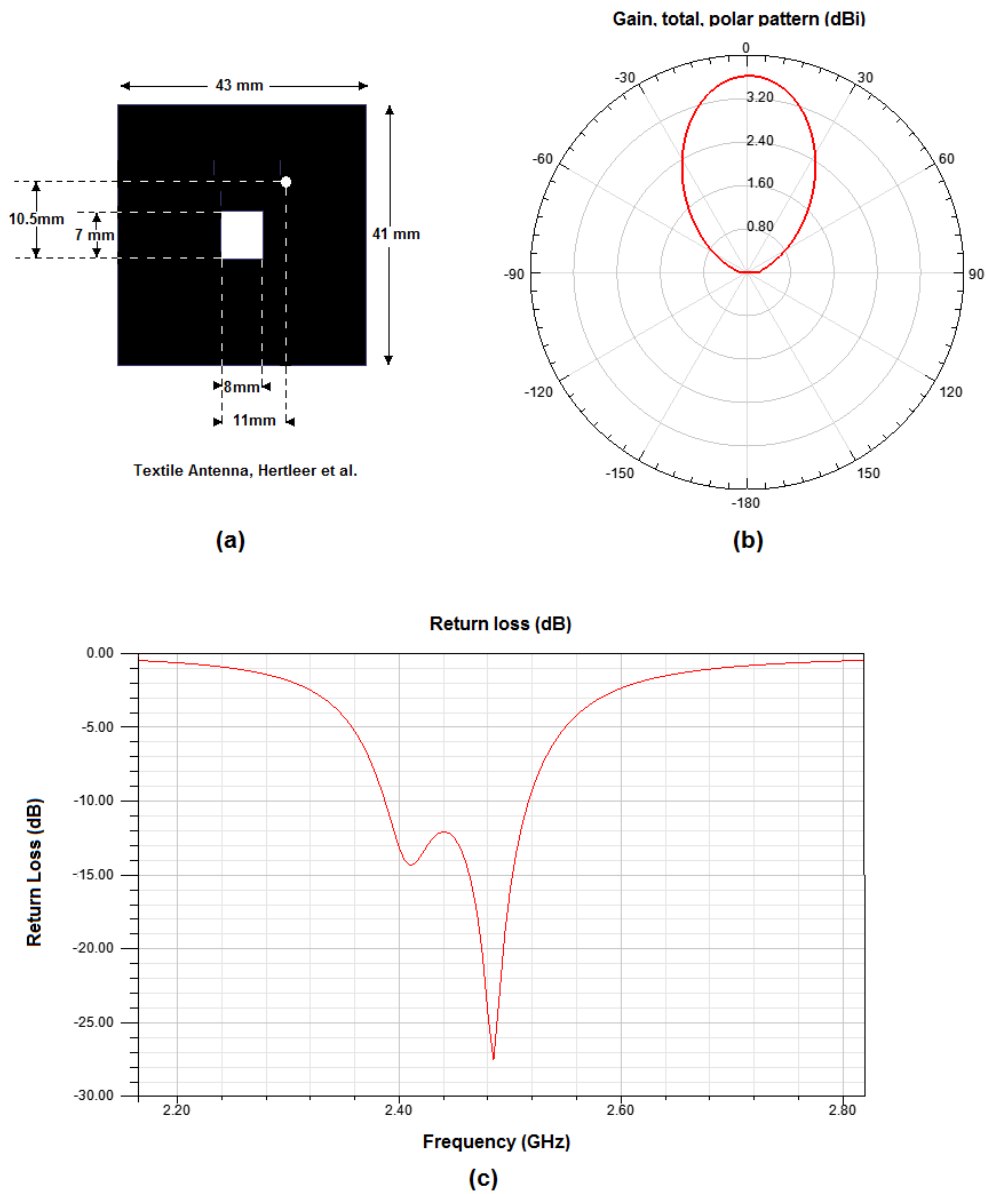 43 mm
10.5mm
7 mm
41 mm
8mm
11mm
Textile Antenna, Hertleer et al.
(a)
Gain, total, polar pattern (dBi)
0
-30
30
3.20
2.40
-60
60
1.60
0.80
-90
90
-120
120
-150
150
-180
(b)
Return loss (dB)
0.00
-5.00
-10.00
-15.00
-20.00
-25.00
-30.00
Return Loss (dB)
2.20
2.40
2.60
2.80
Frequency (GHz)
(c)